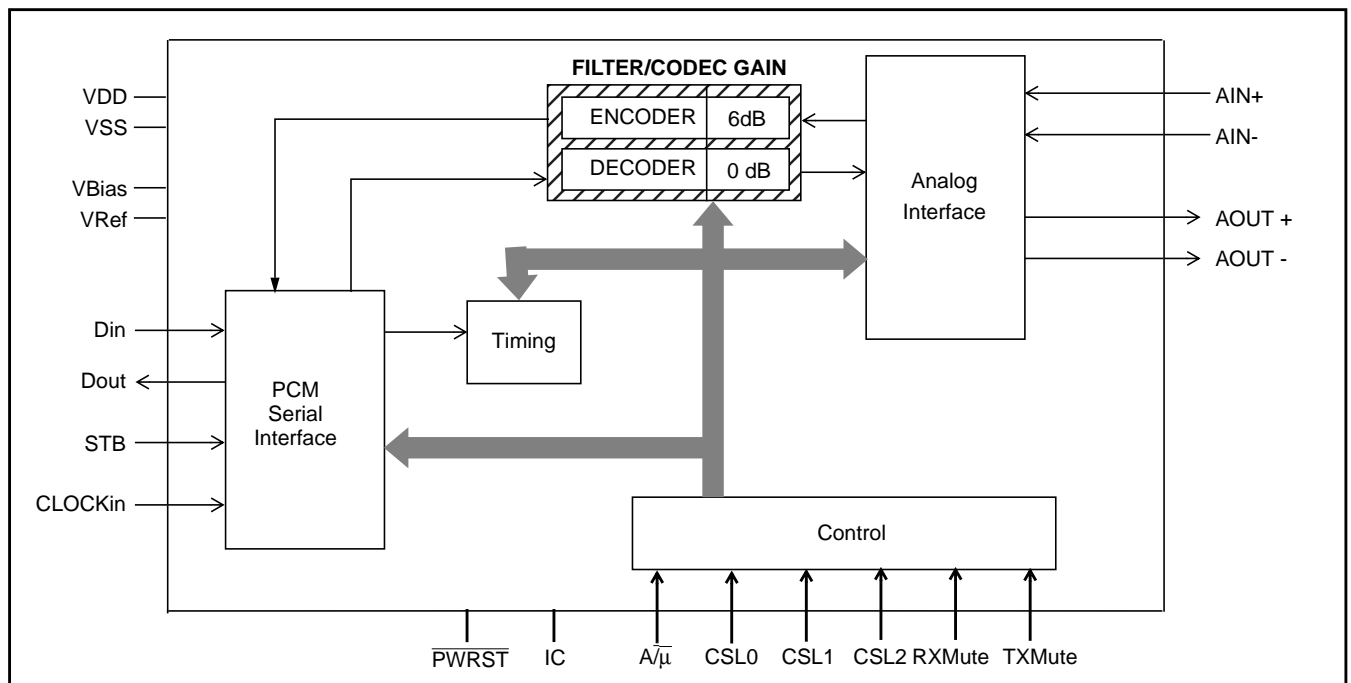 FILTER/CODEC GAIN
VDD
VSS
VBias
VRef
ENCODER 6dB
DECODER 0 dB
Analog
Interface
AIN+
AIN-
AOUT +
AOUT -
Din
Dout
STB
CLOCKin
PCM
Serial
Interface
Timing
Control
PWRST IC A/μ CSL0 CSL1 CSL2 RXMute TXMute